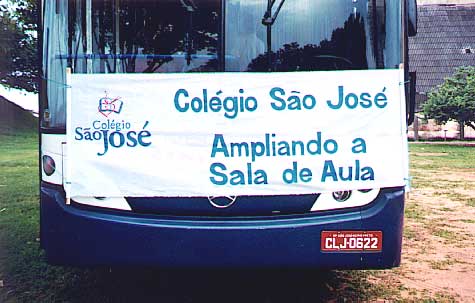 Colégio São José
Colégio
São José
Ampliando a
Sala de Aula
CLJ-0622